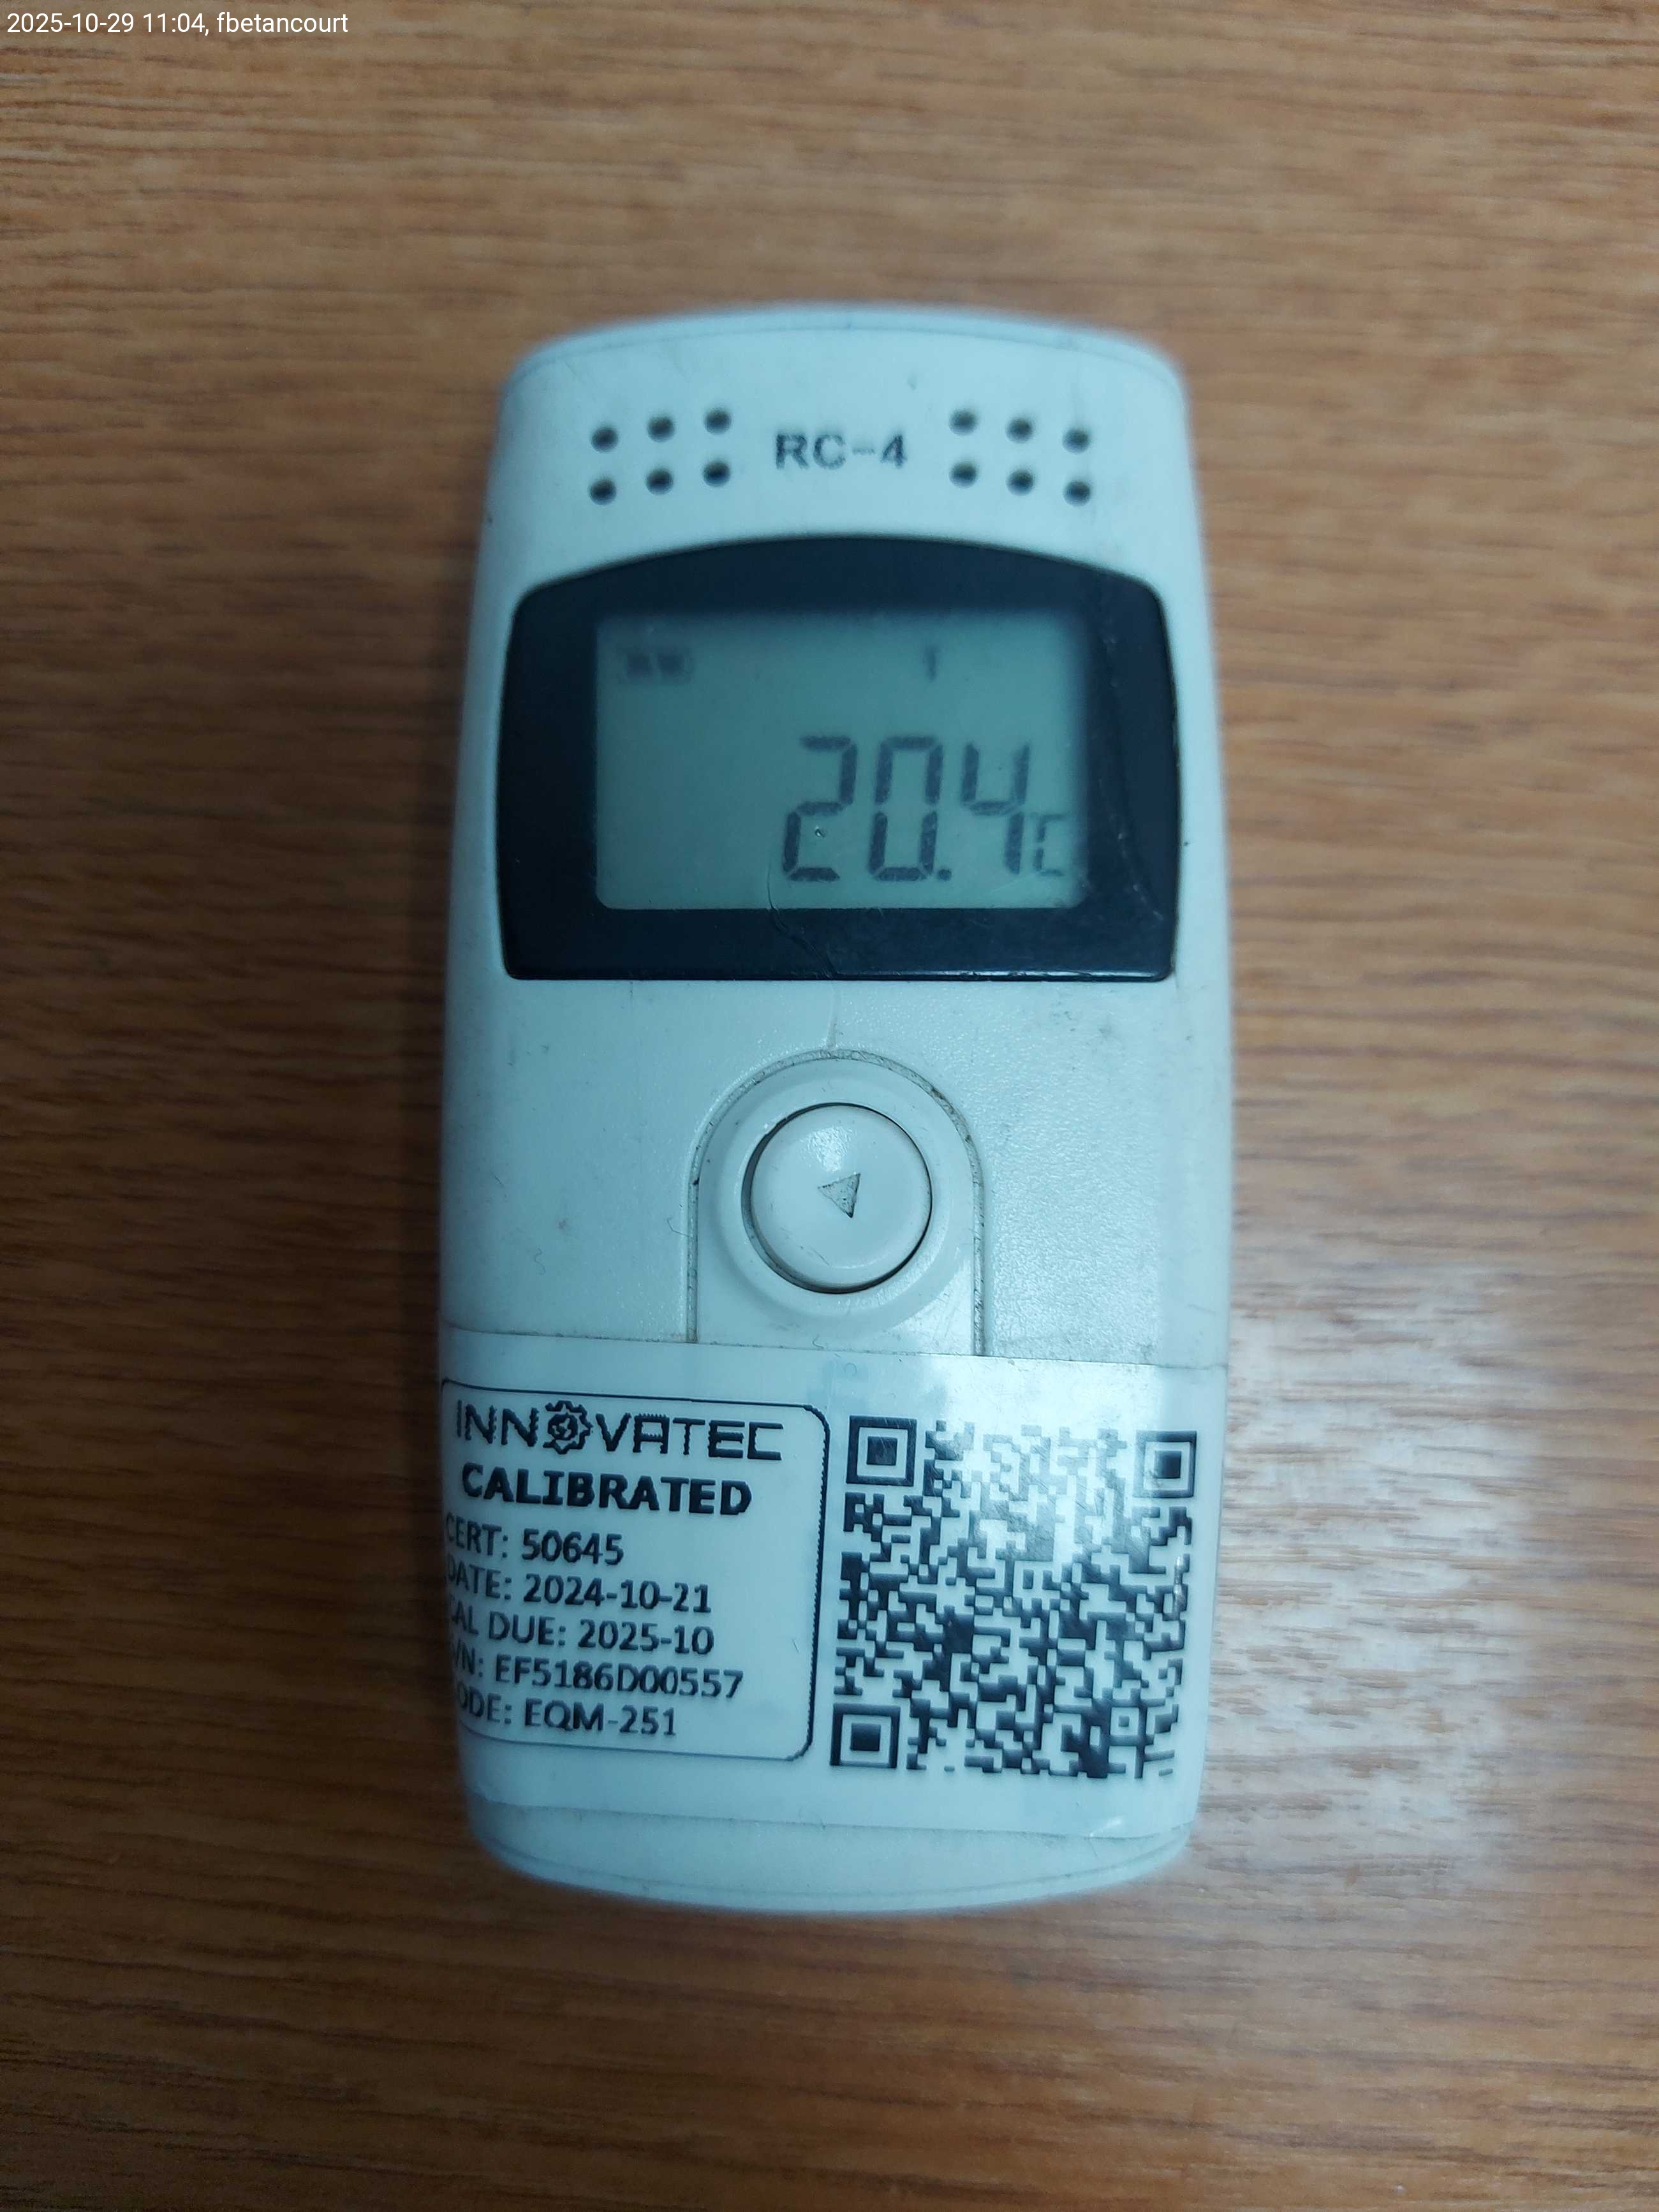 2025-10-29 11:04, fbetancourt
RC-4
20.4°C
INNOVATEC
CALIBRATED
CERT: 50645
DATE: 2024-10-21
CAL DUE: 2025-10
S/N: EF5186D00557
CODE: EQM-251